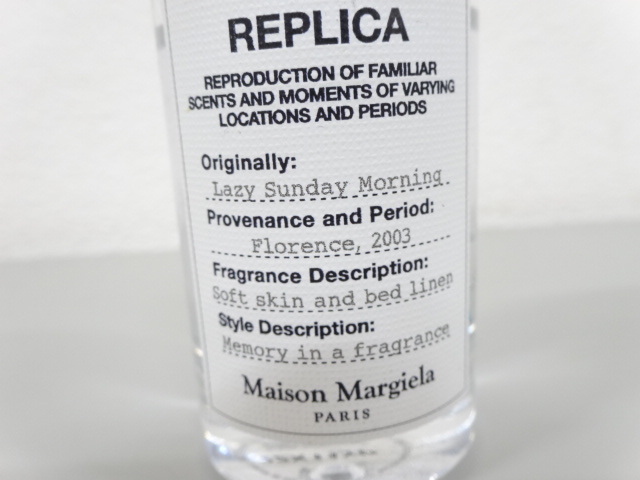 REPLICA
REPRODUCTION OF FAMILIAR
SCENTS AND MOMENTS OF VARYING
LOCATIONS AND PERIODS
Originally:
Lazy Sunday Morning
Provenance and Period:
Florence, 2003
Fragrance Description:
Soft skin and bed linen
Style Description:
Memory in a fragrance
Maison Margiela
PARIS